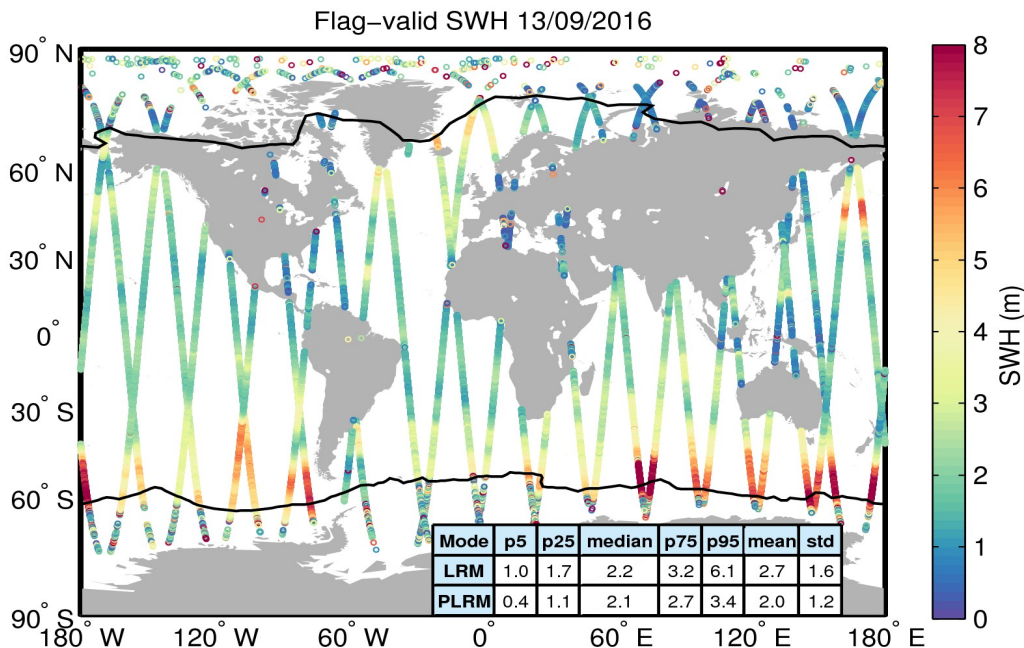 Flag−valid SWH 13/09/2016
90° N
60° N
30° N
0°
30° S
60° S
90° S
180° W
120° W
60° W
0°
60° E
120° E
180° E
Mode p5 p25 median p75 p95 mean std
LRM 1.0 1.7 2.2 3.2 6.1 2.7 1.6
PLRM 0.4 1.1 2.1 2.7 3.4 2.0 1.2
8
7
6
5
4
3
2
1
0
SWH (m)